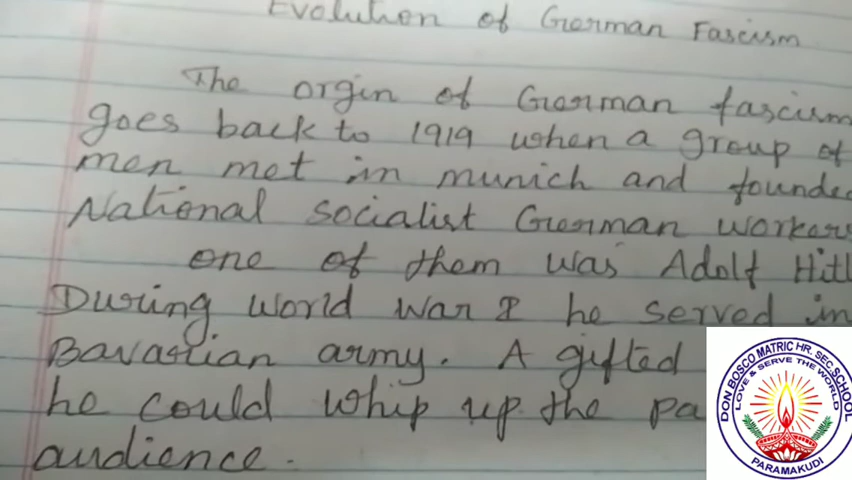 Evolution of German Fascism
The orgin of German fascism
goes back to 1919 when a group of
men met in munich and founded
National socialist German workers
one of them was Adolf Hitl
During world war I he served in
Bavarian army. A gifted
he could whip up the pa
audience.
DON BOSCO MATRIC HR. SEC. SCHOOL
LOVE & SERVE THE WORLD
PARAMAKUDI